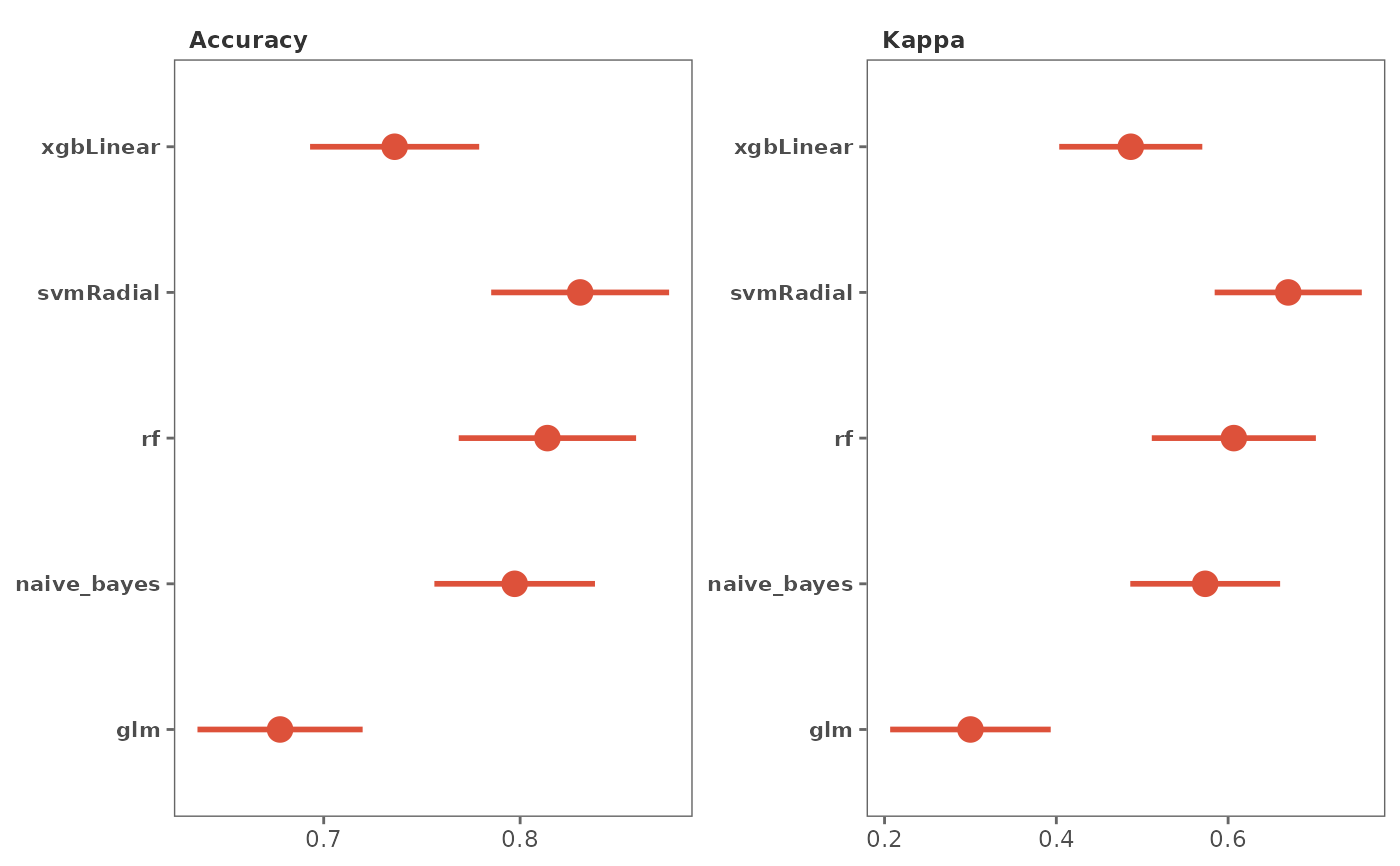 Accuracy
xgbLinear
svmRadial
rf
naive_bayes
glm
0.7
0.8
Kappa
xgbLinear
svmRadial
rf
naive_bayes
glm
0.2
0.4
0.6